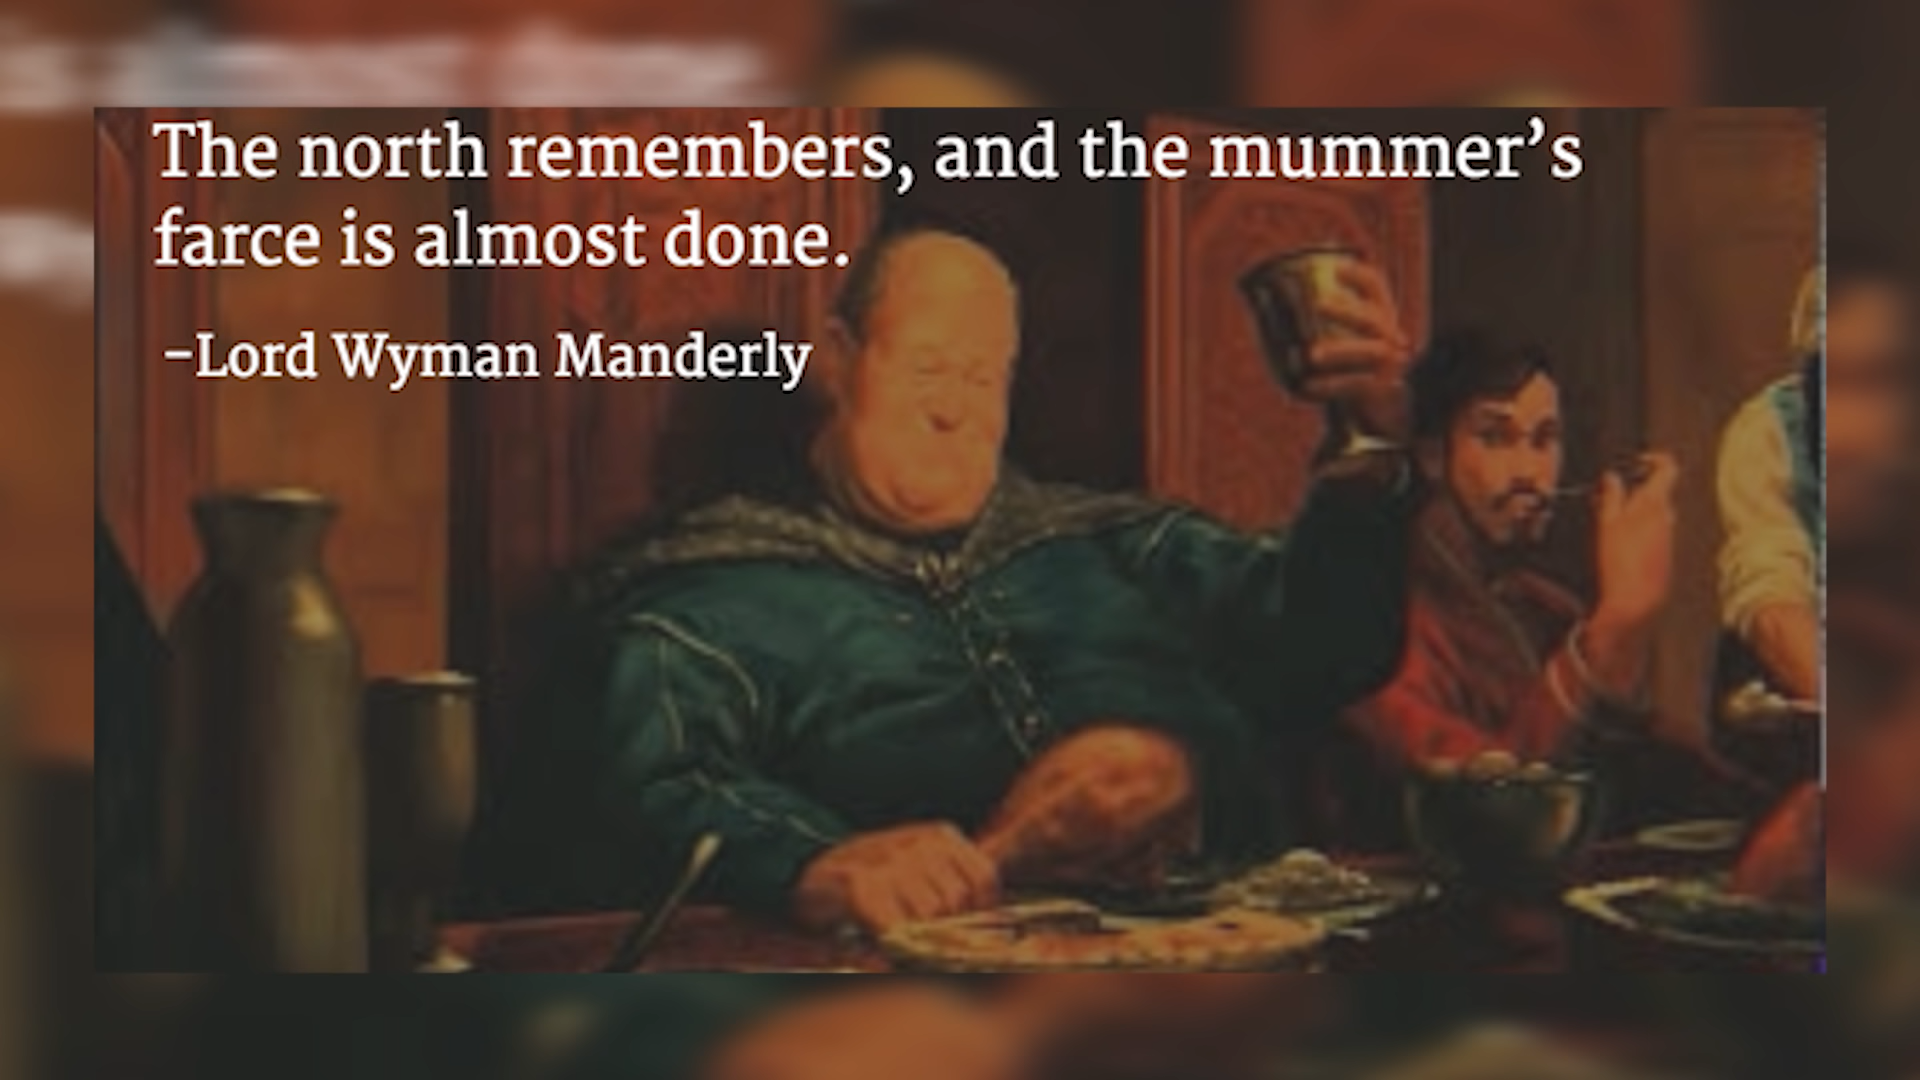 The north remembers, and the mummer’s
farce is almost done.
–Lord Wyman Manderly